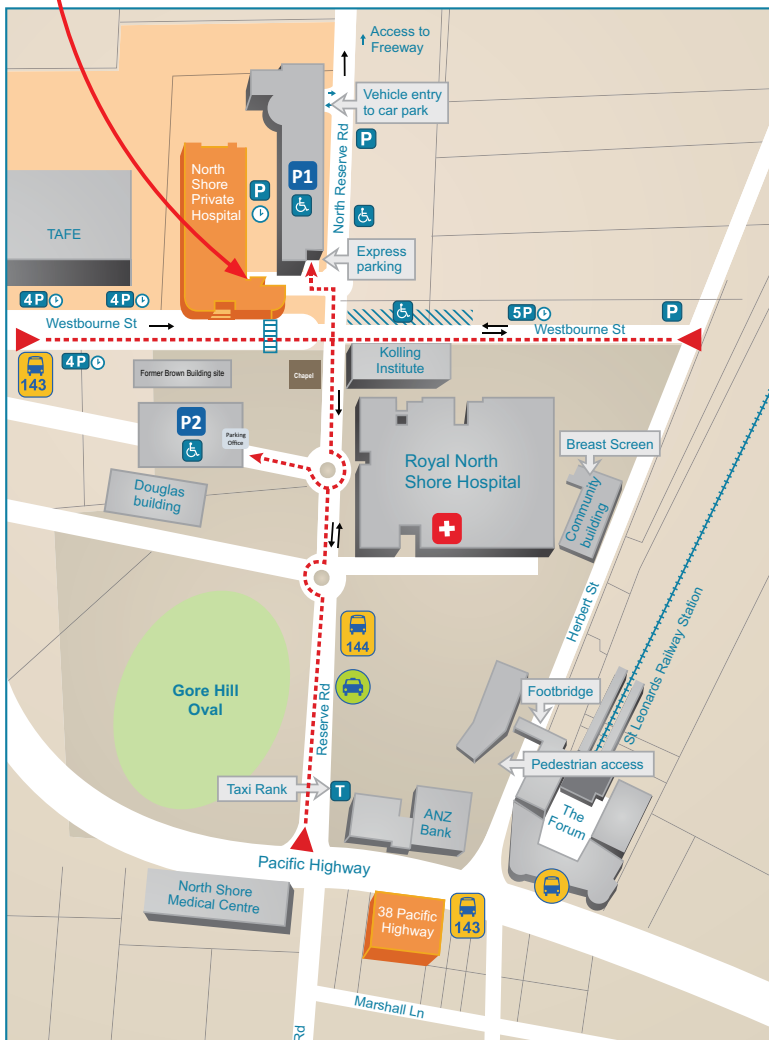 Access to
Freeway
Vehicle entry
to car park
P
North Reserve Rd
P1
North
Shore
Private
Hospital
P
TAFE
Express
parking
4P
4P
5P
P
Westbourne St
Westbourne St
143
4P
Former Brown Building site
Chapel
Kolling
Institute
P2
Parking
Office
Royal North
Shore Hospital
Breast Screen
Community
building
Douglas
building
Herbert St
144
St Leonards Railway Station
Gore Hill
Oval
Reserve Rd
Footbridge
Pedestrian access
Taxi Rank
T
ANZ
Bank
The
Forum
Pacific Highway
North Shore
Medical Centre
38 Pacific
Highway
143
Marshall Ln
Rd